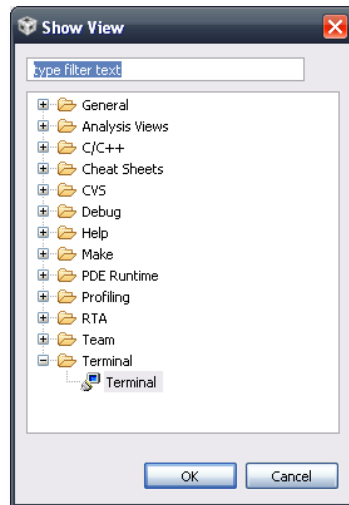 Show View
type filter text
General
Analysis Views
C/C++
Cheat Sheets
CVS
Debug
Help
Make
PDE Runtime
Profiling
RTA
Team
Terminal
Terminal
OK Cancel